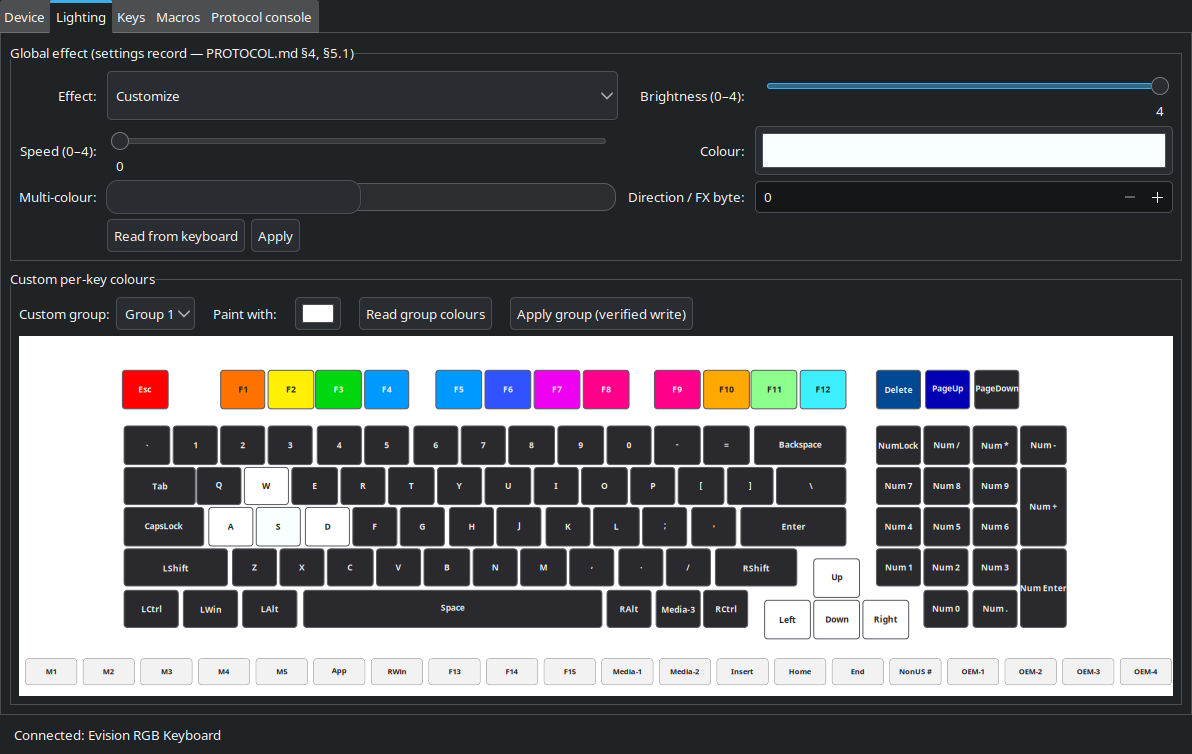 Device Lighting Keys Macros Protocol console
Global effect (settings record — PROTOCOL.md §4, §5.1)
Effect: Customize Brightness (0–4):
4
Speed (0–4): Colour:
0
Multi-colour: Direction / FX byte: 0 − +
Read from keyboard Apply
Custom per-key colours
Custom group: Group 1 Paint with: Read group colours Apply group (verified write)
Esc F1 F2 F3 F4 F5 F6 F7 F8 F9 F10 F11 F12 Delete PageUp PageDown
` 1 2 3 4 5 6 7 8 9 0 - = Backspace NumLock Num / Num * Num -
Tab Q W E R T Y U I O P [ ] \ Num 7 Num 8 Num 9 Num +
CapsLock A S D F G H J K L ; ' Enter Num 4 Num 5 Num 6
LShift Z X C V B N M , . / RShift Up Num 1 Num 2 Num 3 Num Enter
LCtrl LWin LAlt Space RAlt Media-3 RCtrl Left Down Right Num 0 Num .
M1 M2 M3 M4 M5 App RWin F13 F14 F15 Media-1 Media-2 Insert Home End NonUS # OEM-1 OEM-2 OEM-3 OEM-4
Connected: Evision RGB Keyboard